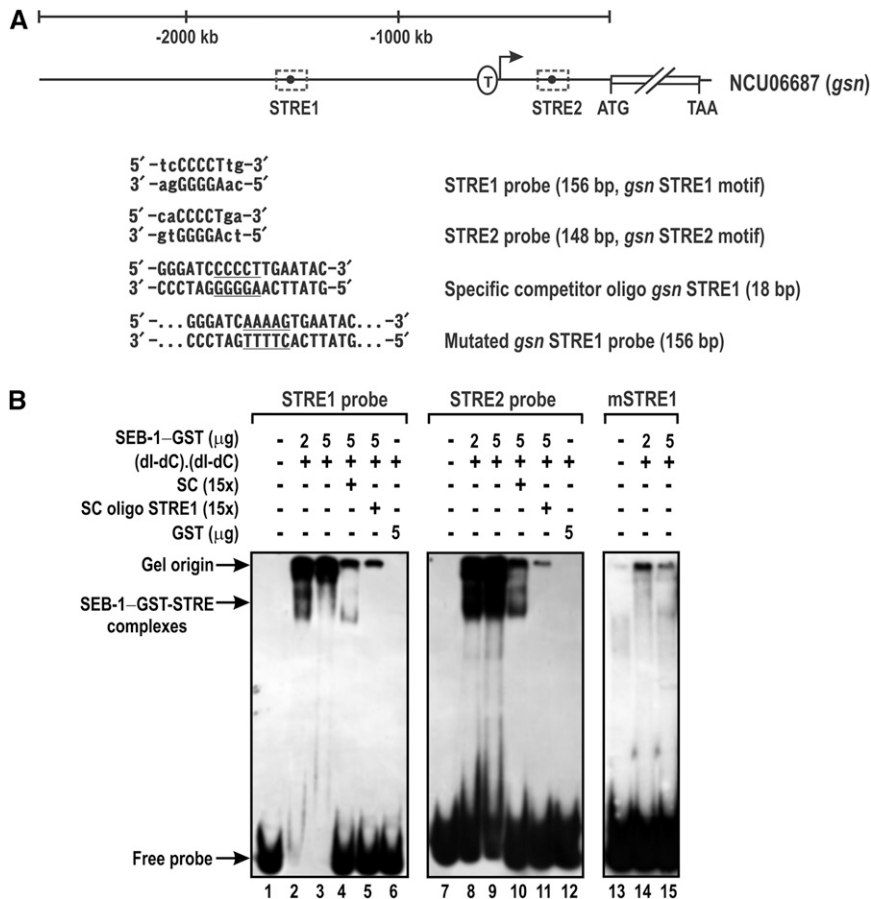 A
-2000 kb -1000 kb
T
STRE1 STRE2 ATG TAA NCU06687 (gsn)
5′-tcCCCCTtg-3′
3′-agGGGGAac-5′ STRE1 probe (156 bp, gsn STRE1 motif)
5′-caCCCCTga-3′
3′-gtGGGGAct-5′ STRE2 probe (148 bp, gsn STRE2 motif)
5′-GGGATCCCCCTTGAATAC-3′
3′-CCCTAGGGGGAACTTATG-5′ Specific competitor oligo gsn STRE1 (18 bp)
5′-...GGGATCAAAAGTGAATAC...-3′
3′-...CCCTAGTTTTCACTTATG...-5′ Mutated gsn STRE1 probe (156 bp)
B
STRE1 probe STRE2 probe mSTRE1
SEB-1–GST (μg) - 2 5 5 5 - - 2 5 5 5 - - 2 5
(dI-dC).(dI-dC) - + + + + + - + + + + + - + +
SC (15x) - - - + - - - - - + - - - - -
SC oligo STRE1 (15x) - - - - + - - - - - + - - - -
GST (μg) - - - - - 5 - - - - - 5 - - -
Gel origin
SEB-1–GST-STRE
complexes
Free probe
1 2 3 4 5 6 7 8 9 10 11 12 13 14 15